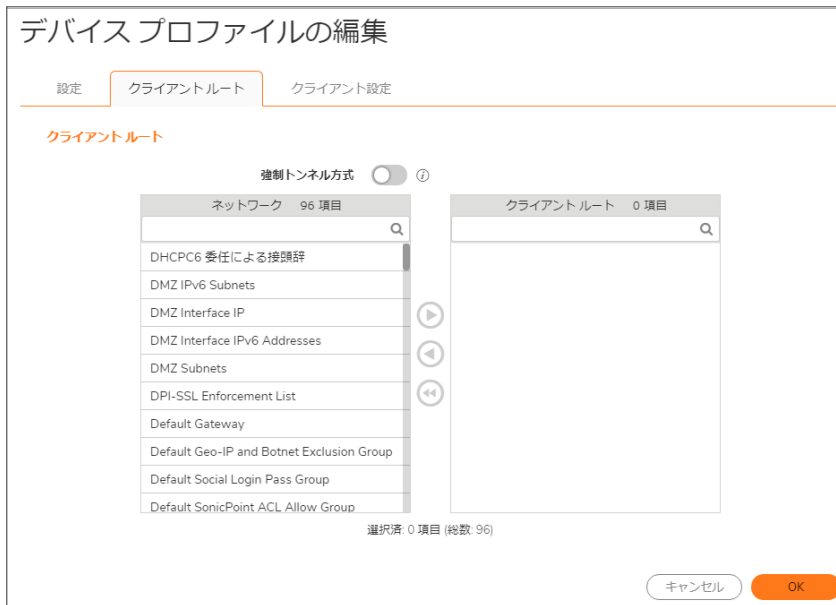 デバイス プロファイルの編集
設定 クライアント ルート クライアント設定
クライアント ルート
強制トンネル方式
ネットワーク 96 項目 クライアント ルート 0 項目
DHCPC6 委任による接頭辞
DMZ IPv6 Subnets
DMZ Interface IP
DMZ Interface IPv6 Addresses
DMZ Subnets
DPI-SSL Enforcement List
Default Gateway
Default Geo-IP and Botnet Exclusion Group
Default Social Login Pass Group
Default SonicPoint ACL Allow Group
選択済: 0 項目 (総数: 96)
キャンセル OK